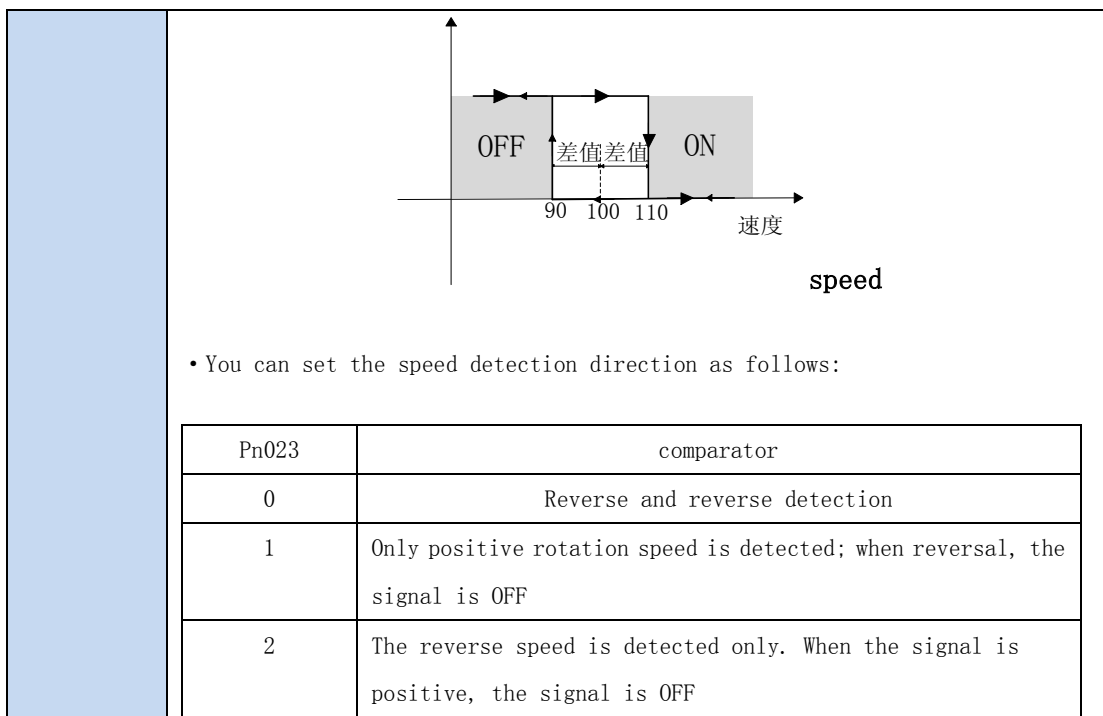 OFF 差值 差值 ON
90 100 110
速度
speed
·You can set the speed detection direction as follows:
Pn023 comparator
0 Reverse and reverse detection
1 Only positive rotation speed is detected; when reversal, the
signal is OFF
2 The reverse speed is detected only. When the signal is
positive, the signal is OFF